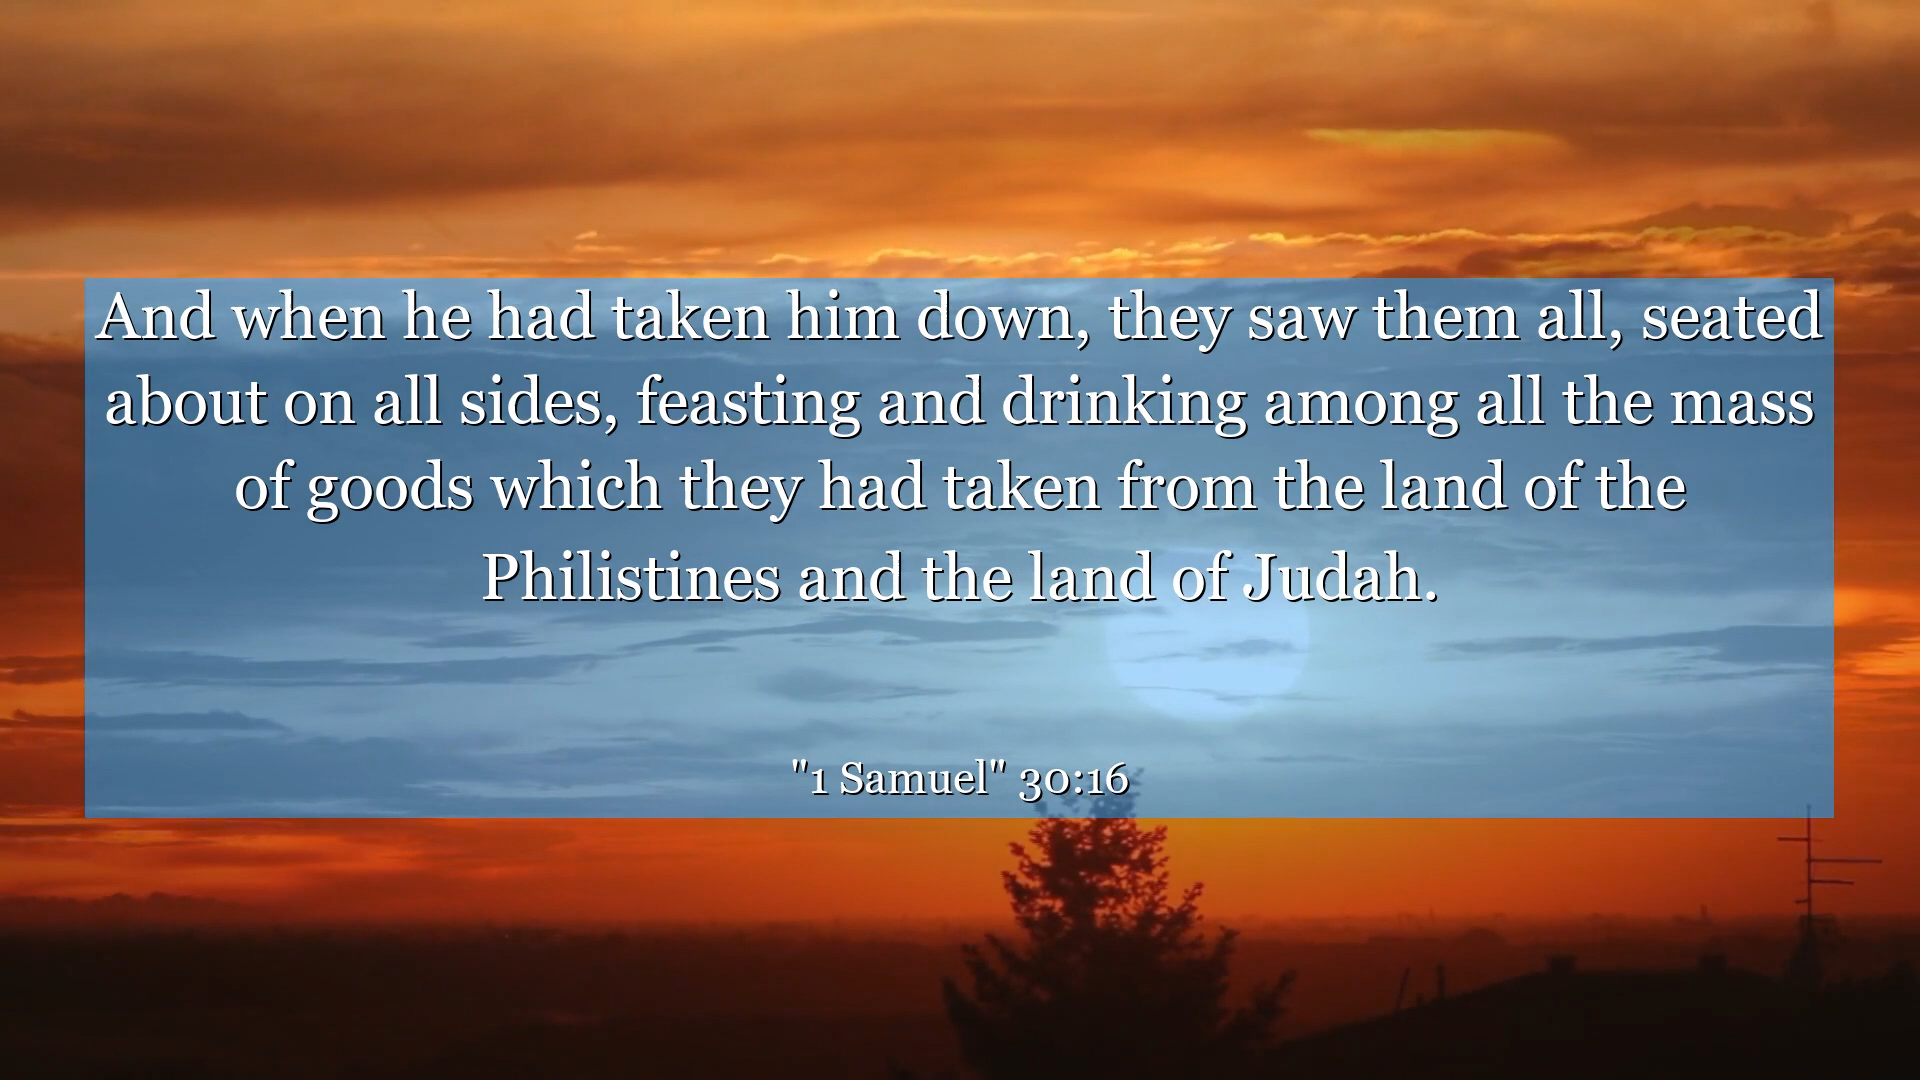 And when he had taken him down, they saw them all, seated
about on all sides, feasting and drinking among all the mass
of goods which they had taken from the land of the
Philistines and the land of Judah.
"1 Samuel" 30:16